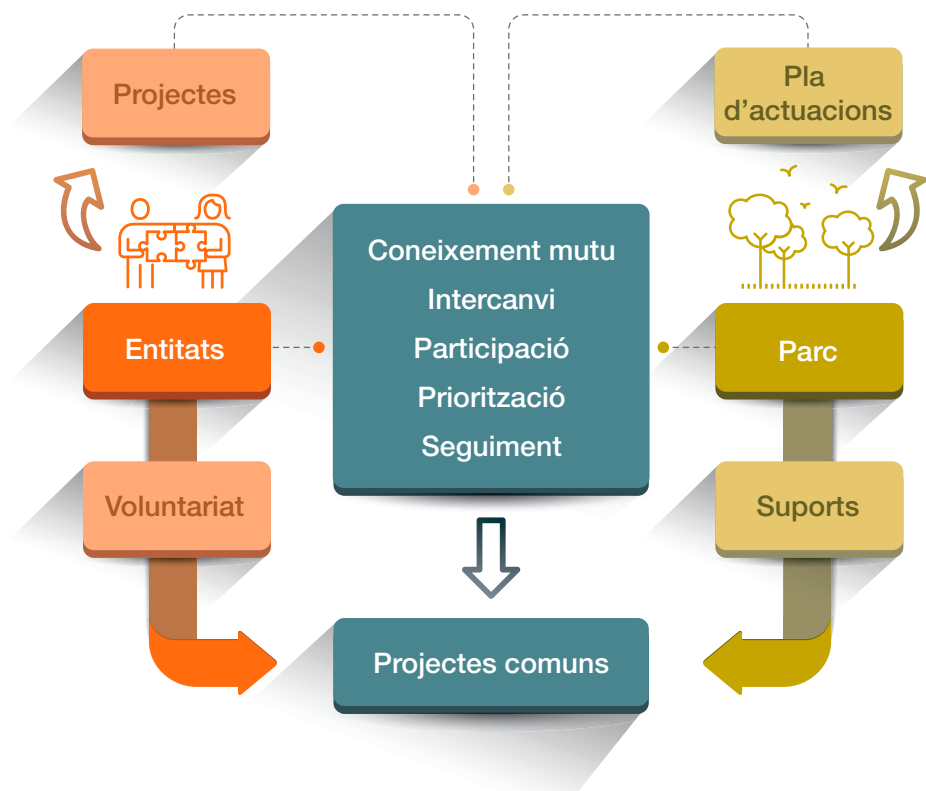 Projectes
Pla
d’actuacions
Coneixement mutu
Intercanvi
Participació
Priorització
Seguiment
Entitats
Parc
Voluntariat
Suports
Projectes comuns